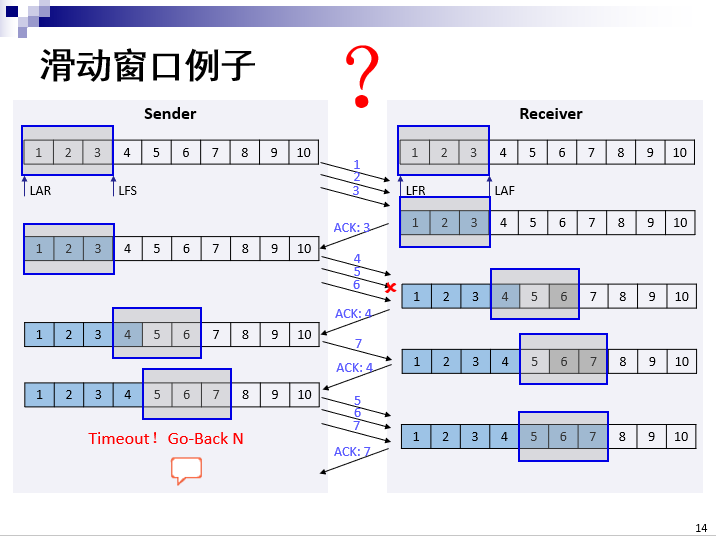 滑动窗口例子
?
Sender
Receiver
1 2 3 4 5 6 7 8 9 10
1 2 3 4 5 6 7 8 9 10
1
2
3
LAR
LFS
LFR
LAF
1 2 3 4 5 6 7 8 9 10
ACK: 3
1 2 3 4 5 6 7 8 9 10
4
5
6
1 2 3 4 5 6 7 8 9 10
ACK: 4
1 2 3 4 5 6 7 8 9 10
7
1 2 3 4 5 6 7 8 9 10
ACK: 4
1 2 3 4 5 6 7 8 9 10
5
6
7
1 2 3 4 5 6 7 8 9 10
Timeout！Go-Back N
ACK: 7
14